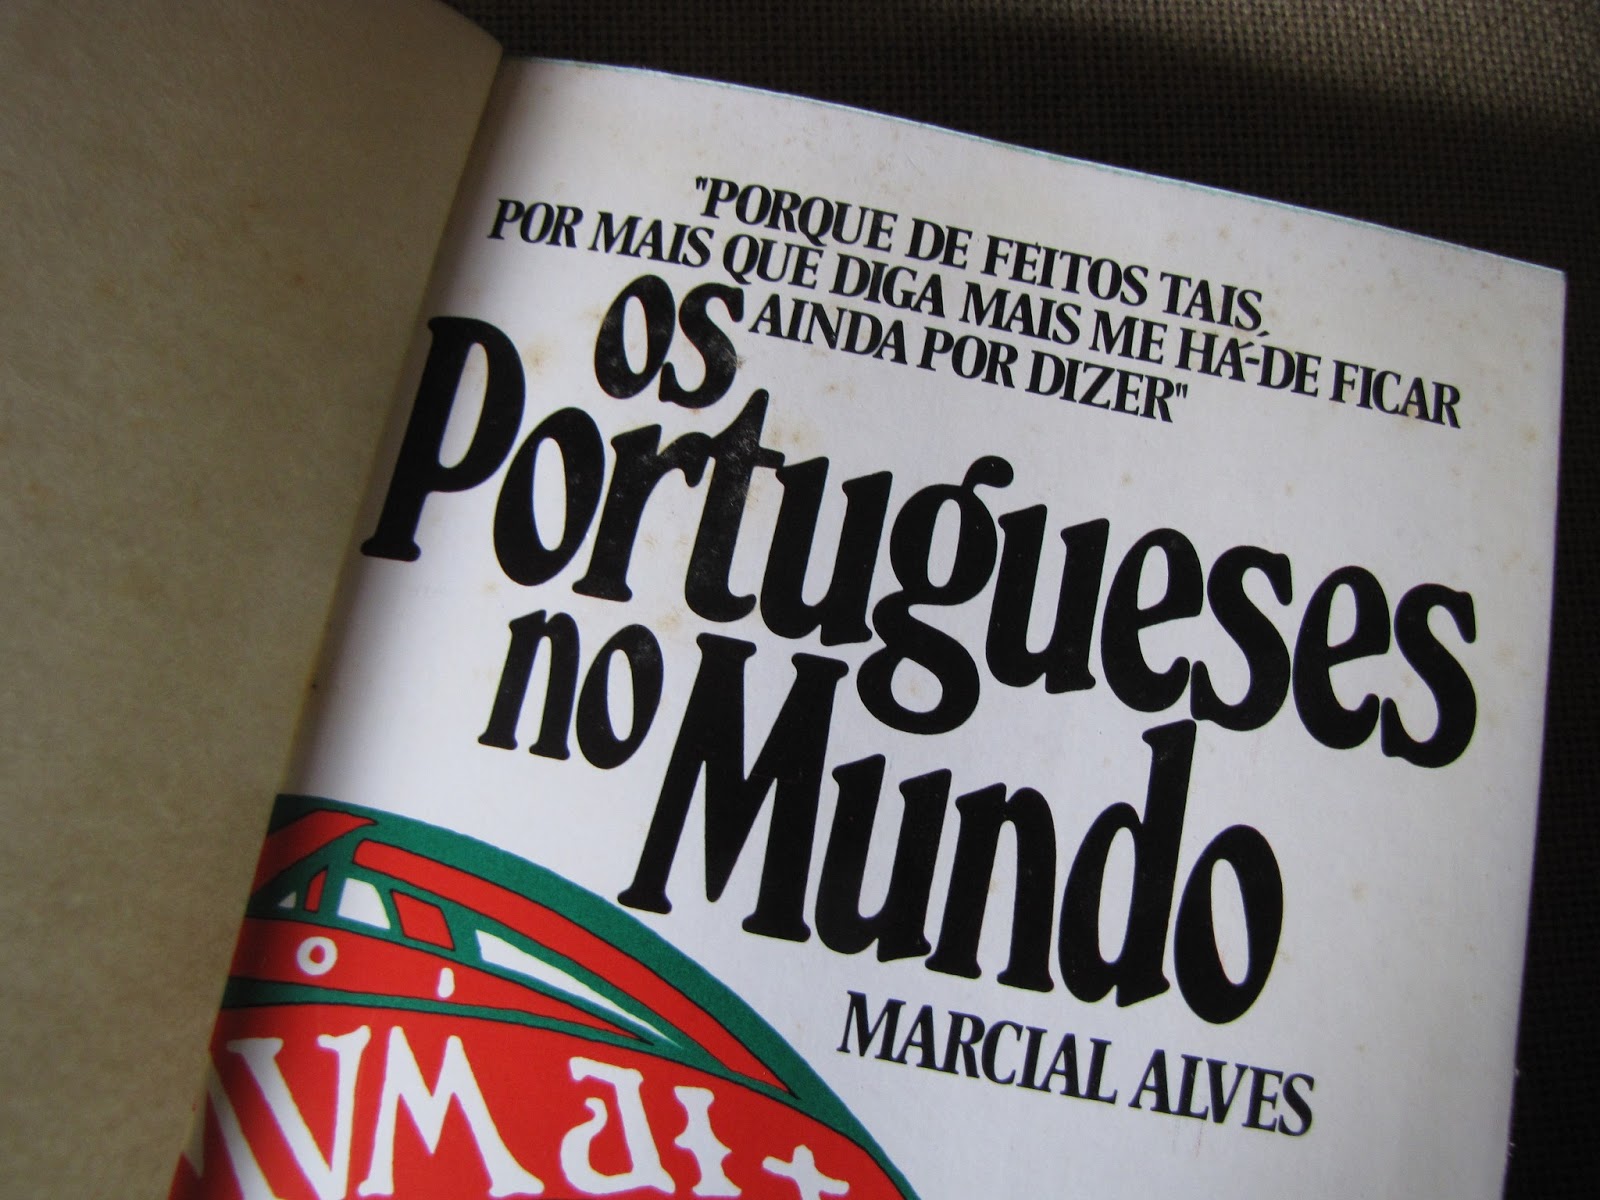 "PORQUE DE FEITOS TAIS,
POR MAIS QUE DIGA MAIS ME HÁ-DE FICAR
AINDA POR DIZER"
os
Portugueses
no Mundo
MARCIAL ALVES